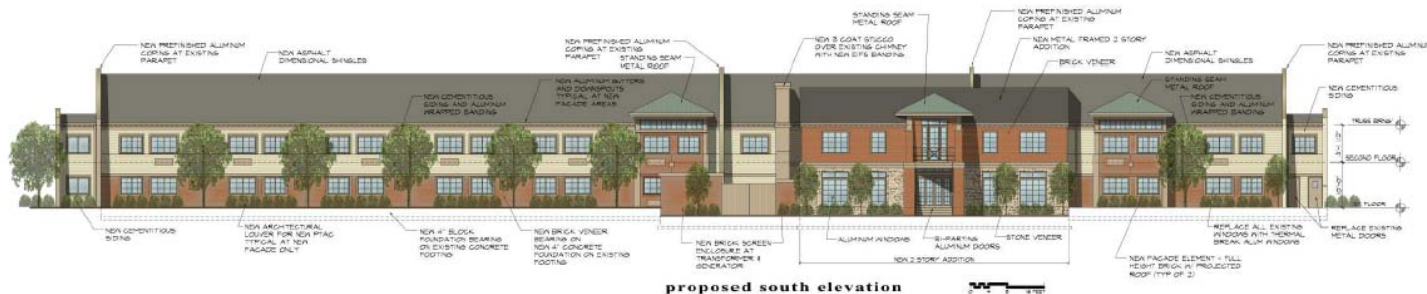 NEW PREFINISHED ALUMINUM
COPING AT EXISTING
PARAPET
NEW ASPHALT
DIMENSIONAL SHINGLES
NEW PREFINISHED ALUMINUM
COPING AT EXISTING
PARAPET
STANDING SEAM
METAL ROOF
NEW 3 COAT STUCCO
OVER EXISTING CHIMNEY
WITH NEW EIFS BANDING
STANDING SEAM
METAL ROOF
NEW PREFINISHED ALUMINUM
COPING AT EXISTING
PARAPET
NEW METAL FRAMED 2 STORY
ADDITION
BRICK VENEER
NEW ASPHALT
DIMENSIONAL SHINGLES
STANDING SEAM
METAL ROOF
NEW PREFINISHED ALUMINUM
COPING AT EXISTING
PARAPET
NEW CEMENTITIOUS
SIDING
NEW CEMENTITIOUS
SIDING AND ALUMINUM
WRAPPED BANDING
NEW ALUMINUM GUTTERS
AND DOWNSPOUTS
TYPICAL AT NEW
FACADE AREAS
NEW CEMENTITIOUS
SIDING AND ALUMINUM
WRAPPED BANDING
TRUSS BRNG
SECOND FLOOR
FLOOR
NEW CEMENTITIOUS
SIDING
NEW ARCHITECTURAL
LOUVER FOR NEW PTAC
TYPICAL AT NEW
FACADE ONLY
NEW 4" BLOCK
FOUNDATION BEARING
ON EXISTING CONCRETE
FOOTING
NEW BRICK VENEER
BEARING ON
NEW 4" CONCRETE
FOUNDATION ON EXISTING
FOOTING
NEW BRICK SCREEN
ENCLOSURE AT
TRANSFORMER &
GENERATOR
ALUMINUM WINDOWS
BI-PARTING
ALUMINUM DOORS
STONE VENEER
NEW 2 STORY ADDITION
NEW FACADE ELEMENT - FULL
HEIGHT BRICK W/ PROJECTED
ROOF (TYP OF 2)
REPLACE ALL EXISTING
WINDOWS WITH THERMAL
BREAK ALUM WINDOWS
REPLACE EXISTING
METAL DOORS
proposed south elevation